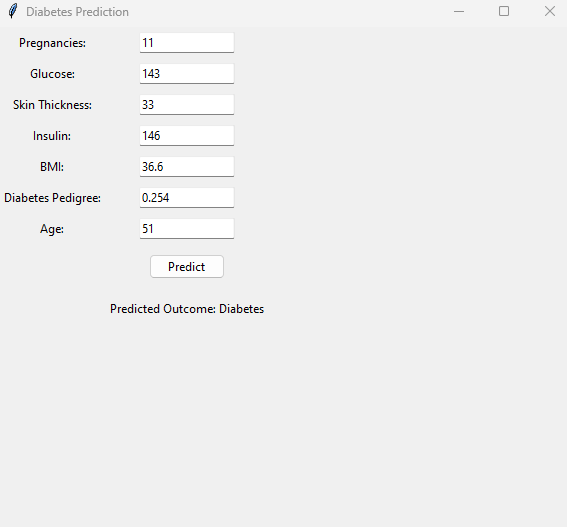 Diabetes Prediction
Pregnancies: 11
Glucose: 143
Skin Thickness: 33
Insulin: 146
BMI: 36.6
Diabetes Pedigree: 0.254
Age: 51
Predict
Predicted Outcome: Diabetes